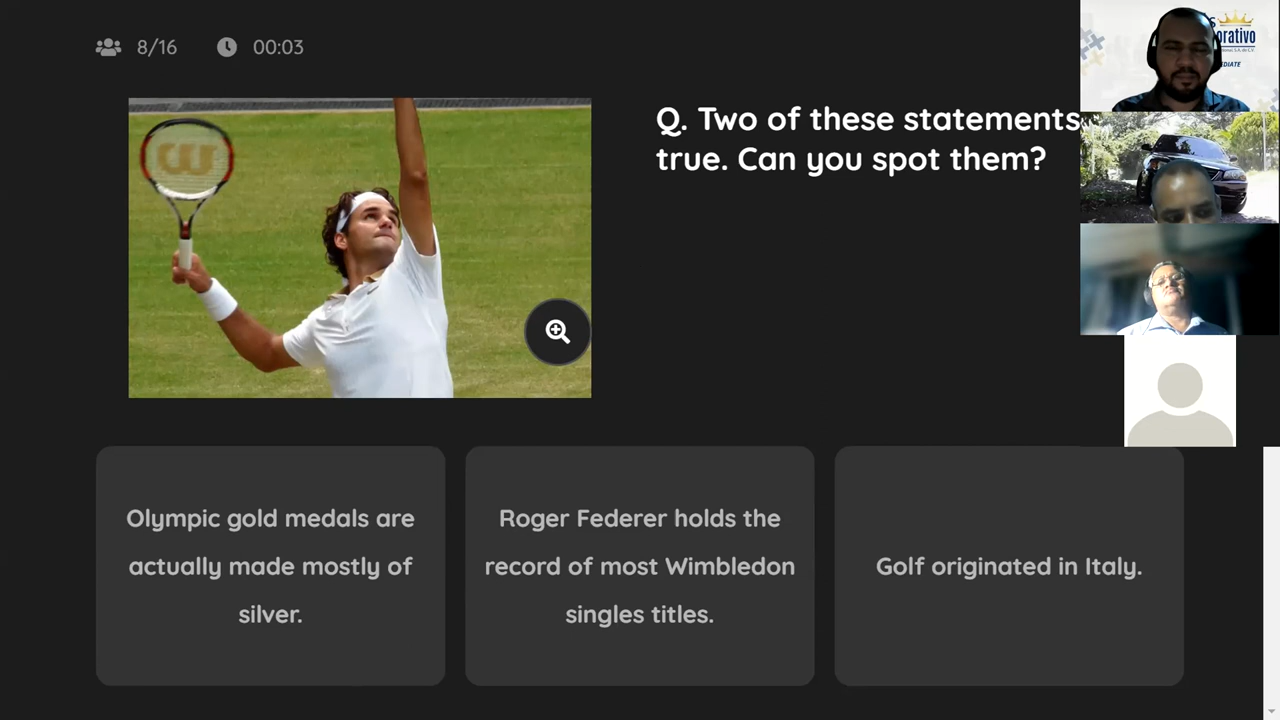 8/16
00:03
Q. Two of these statements
true. Can you spot them?
W
Olympic gold medals are
actually made mostly of
silver.
Roger Federer holds the
record of most Wimbledon
singles titles.
Golf originated in Italy.